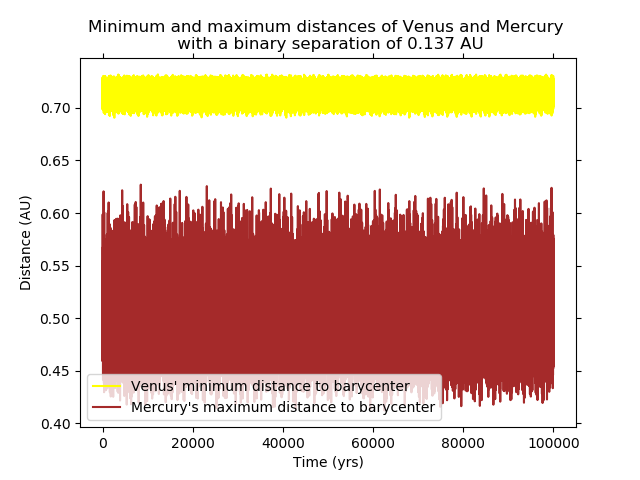 Minimum and maximum distances of Venus and Mercury
with a binary separation of 0.137 AU
Distance (AU)
0.70
0.65
0.60
0.55
0.50
0.45
0.40
Venus' minimum distance to barycenter
Mercury's maximum distance to barycenter
0 20000 40000 60000 80000 100000
Time (yrs)